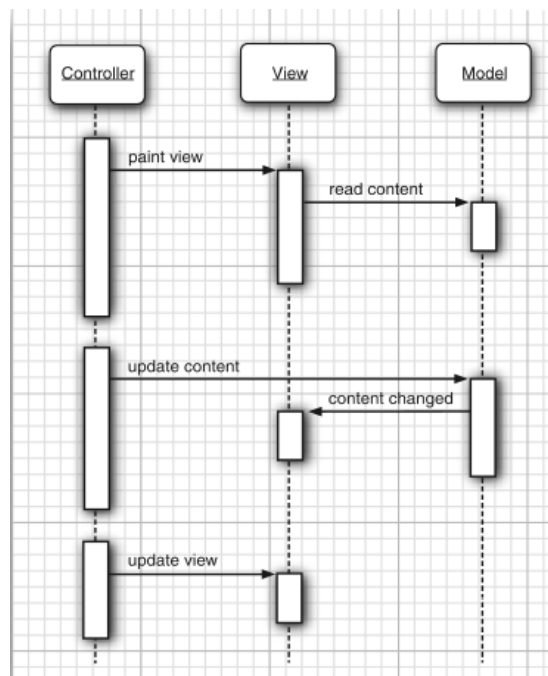 Controller
View
Model
paint view
read content
update content
content changed
update view